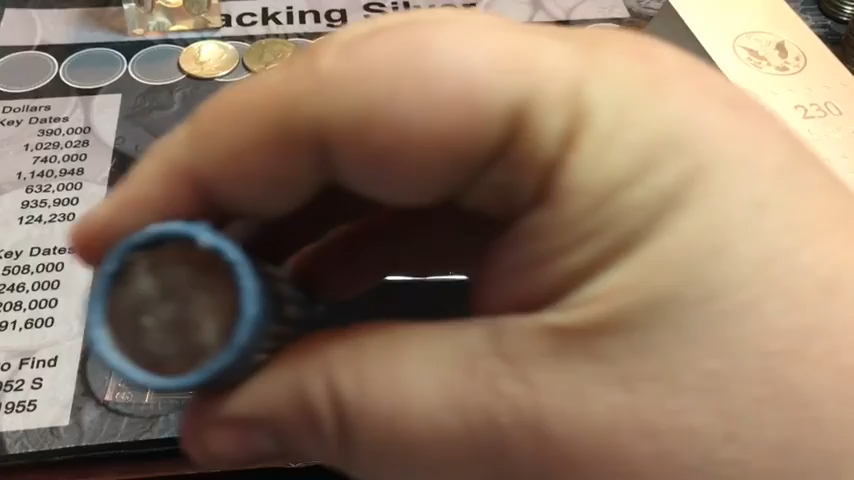 acking Silver
Dollars
Key Dates
390,000
1,029,028
740,000
1,140,948
632,000
935,900
124,230
Key Dates
508,000
246,000
208,000
91,600
o Find
952 S
1955
230